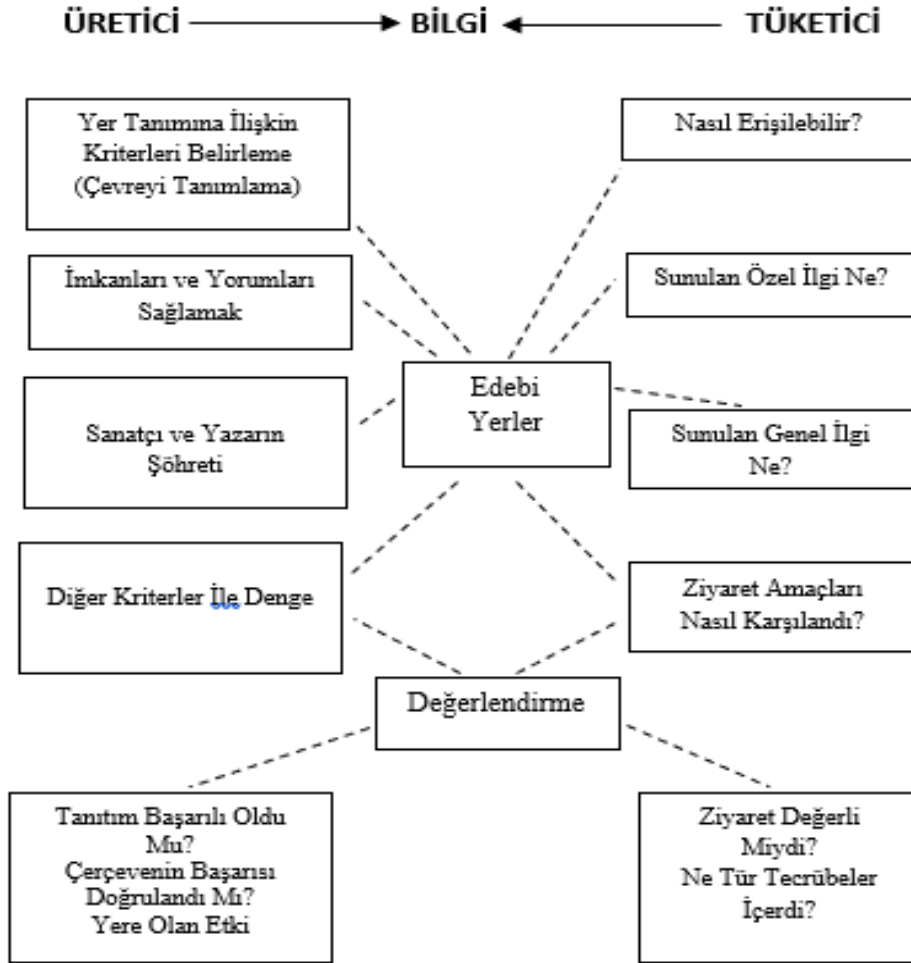 ÜRETİCİ BİLGİ TÜKETİCİ
Yer Tanımına İlişkin
Kriterleri Belirleme
(Çevreyi Tanımlama)
Nasıl Erişilebilir?
İmkanları ve Yorumları
Sağlamak
Sunulan Özel İlgi Ne?
Edebi
Yerler
Sanatçı ve Yazarın
Şöhreti
Sunulan Genel İlgi
Ne?
Diğer Kriterler İle Denge
Ziyaret Amaçları
Nasıl Karşılandı?
Değerlendirme
Tanıtım Başarılı Oldu
Mu?
Çerçevenin Başarısı
Doğrulandı Mı?
Yere Olan Etki
Ziyaret Değerli
Miydi?
Ne Tür Tecrübeler
İçerdi?